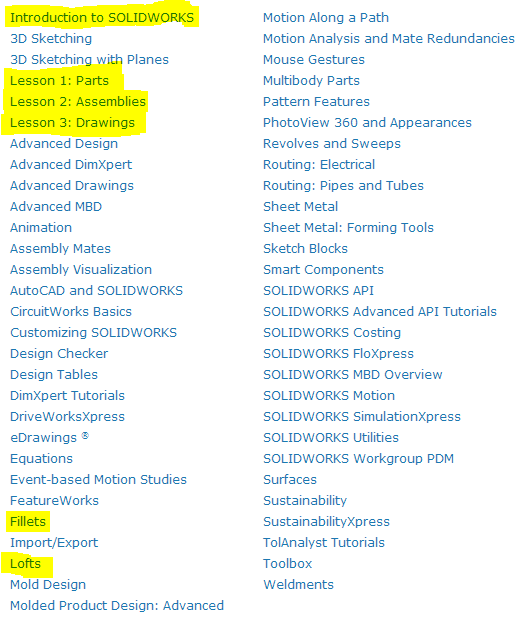 Introduction to SOLIDWORKS
3D Sketching
3D Sketching with Planes
Lesson 1: Parts
Lesson 2: Assemblies
Lesson 3: Drawings
Advanced Design
Advanced DimXpert
Advanced Drawings
Advanced MBD
Animation
Assembly Mates
Assembly Visualization
AutoCAD and SOLIDWORKS
CircuitWorks Basics
Customizing SOLIDWORKS
Design Checker
Design Tables
DimXpert Tutorials
DriveWorksXpress
eDrawings ®
Equations
Event-based Motion Studies
FeatureWorks
Fillets
Import/Export
Lofts
Mold Design
Molded Product Design: Advanced
Motion Along a Path
Motion Analysis and Mate Redundancies
Mouse Gestures
Multibody Parts
Pattern Features
PhotoView 360 and Appearances
Revolves and Sweeps
Routing: Electrical
Routing: Pipes and Tubes
Sheet Metal
Sheet Metal: Forming Tools
Sketch Blocks
Smart Components
SOLIDWORKS API
SOLIDWORKS Advanced API Tutorials
SOLIDWORKS Costing
SOLIDWORKS FloXpress
SOLIDWORKS MBD Overview
SOLIDWORKS Motion
SOLIDWORKS SimulationXpress
SOLIDWORKS Utilities
SOLIDWORKS Workgroup PDM
Surfaces
Sustainability
SustainabilityXpress
TolAnalyst Tutorials
Toolbox
Weldments